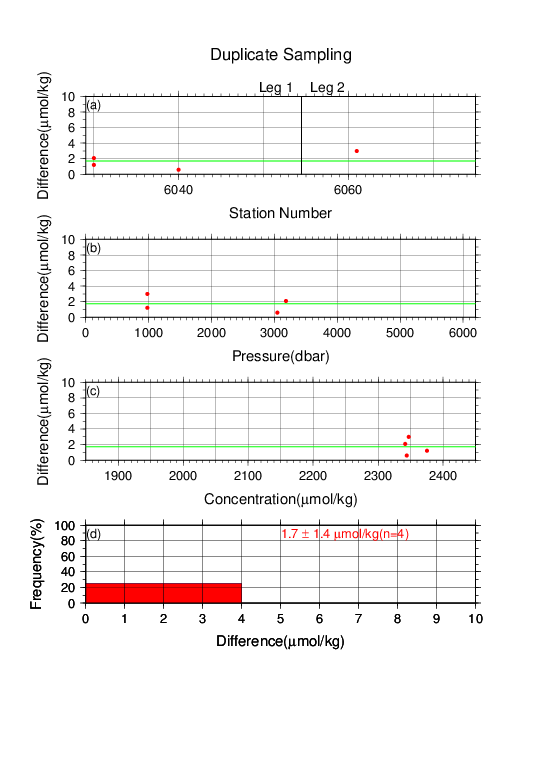 Duplicate Sampling
Leg 1 Leg 2
(a)
10
8
6
4
2
0
Difference(μmol/kg)
6040 6060
Station Number
(b)
10
8
6
4
2
0
Difference(μmol/kg)
0 1000 2000 3000 4000 5000 6000
Pressure(dbar)
(c)
10
8
6
4
2
0
Difference(μmol/kg)
1900 2000 2100 2200 2300 2400
Concentration(μmol/kg)
(d)
1.7 ± 1.4 μmol/kg(n=4)
100
80
60
40
20
0
Frequency(%)
0 1 2 3 4 5 6 7 8 9 10
Difference(μmol/kg)